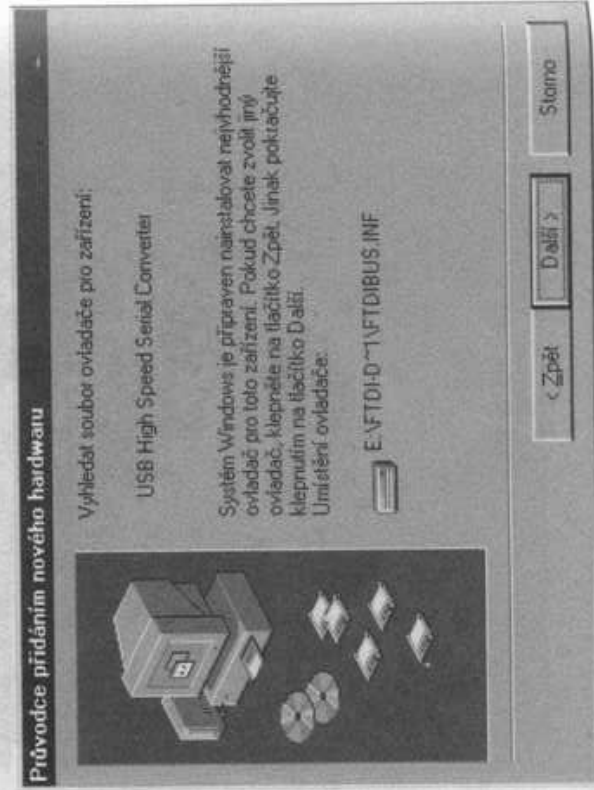 Průvodce přidáním nového hardwaru
Vyhledat soubor ovladače pro zařízení:
USB High Speed Serial Converter
Systém Windows je připraven nainstalovat nejvhodnější
ovladač pro toto zařízení. Pokud chcete zvolit jiný
ovladač, klepněte na tlačítko Zpět. Jinak pokračujte
klepnutím na tlačítko Další.
Umístění ovladače:
E:\FTDI-D~1\FTDIBUS.INF
< Zpět
Další >
Storno